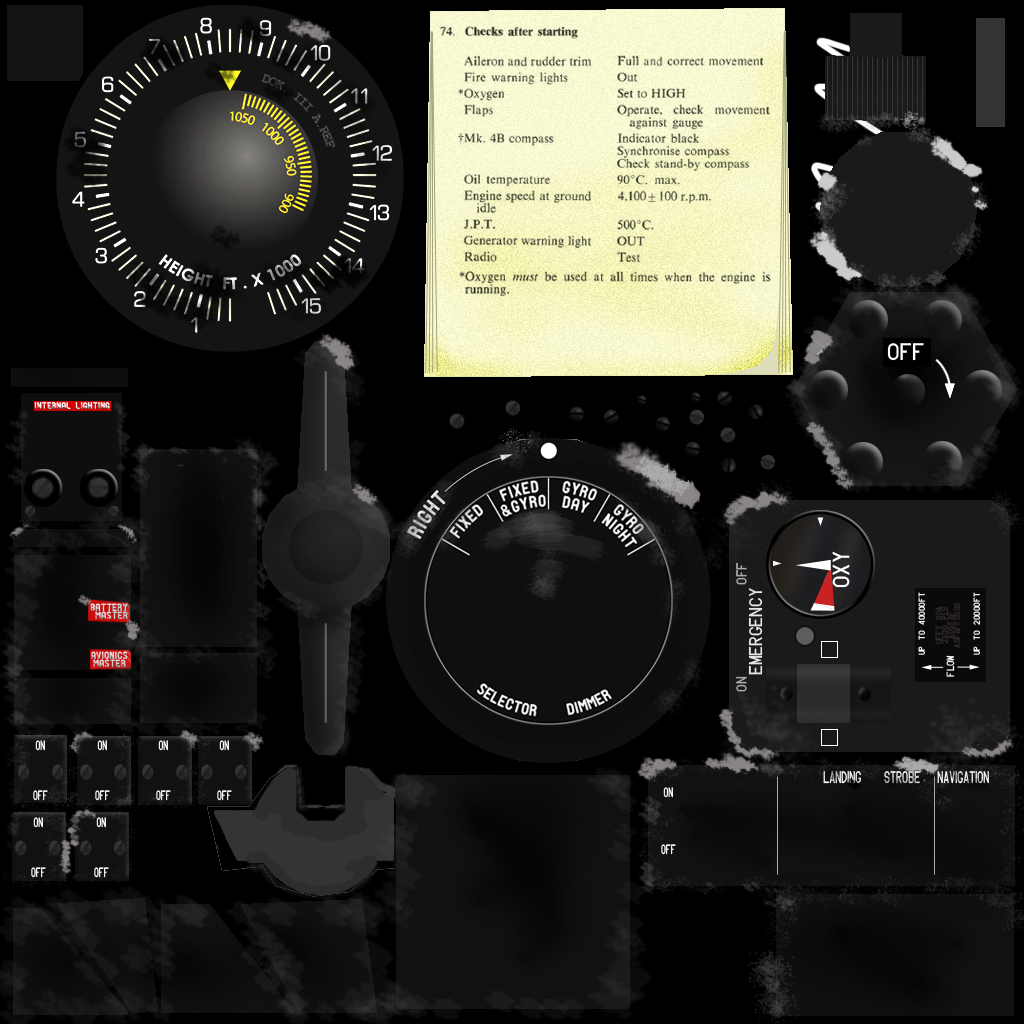 8
9
7
10
6
11
5
12
4
13
3
14
2
15
1
1050
1000
950
900
DOK III A.REF
HEIGHT FT. X 1000
74. Checks after starting
Aileron and rudder trim Full and correct movement
Fire warning lights Out
*Oxygen Set to HIGH
Flaps Operate, check movement
against gauge
†Mk. 4B compass Indicator black
Synchronise compass
Check stand-by compass
Oil temperature 90°C. max.
Engine speed at ground 4,100±100 r.p.m.
idle
J.P.T. 500°C.
Generator warning light OUT
Radio Test
*Oxygen must be used at all times when the engine is
running.
OFF
INTERNAL LIGHTING
BATTERY
MASTER
AVIONICS
MASTER
RIGHT
FIXED
FIXED
&GYRO
GYRO
DAY
GYRO
NIGHT
SELECTOR DIMMER
OXY
ON EMERGENCY OFF
UP TO 40000FT
FLOW
UP TO 20000FT
ON ON ON ON
OFF OFF OFF OFF
ON ON
OFF OFF
LANDING STROBE NAVIGATION
ON
OFF